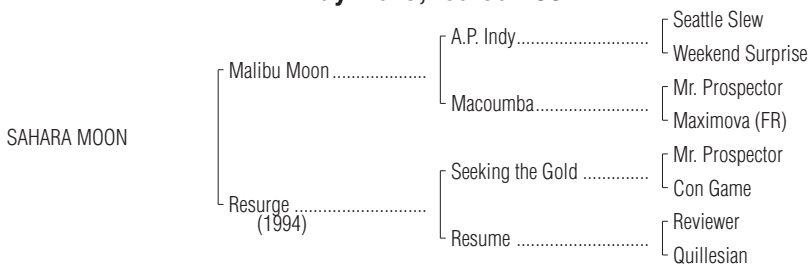 Seattle Slew
A.P. Indy
Weekend Surprise
Malibu Moon
Mr. Prospector
Macoumba
Maximova (FR)
SAHARA MOON
Mr. Prospector
Seeking the Gold
Con Game
Resurge
(1994)
Reviewer
Resume
Quillesian